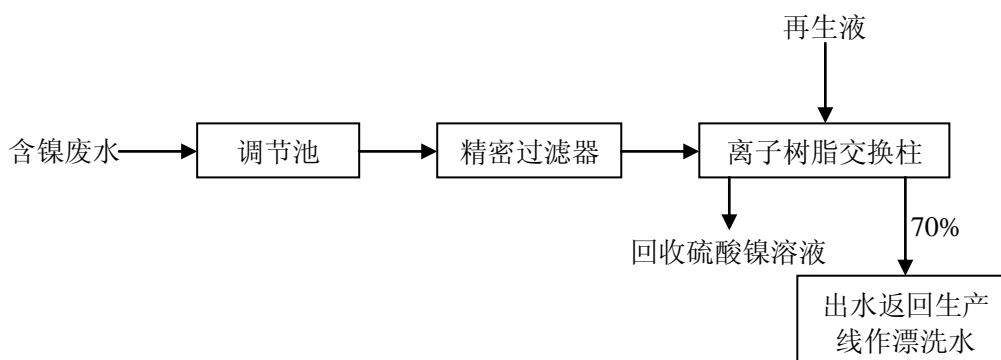 再生液
含镍废水
调节池
精密过滤器
离子树脂交换柱
70%
回收硫酸镍溶液
出水返回生产
线作漂洗水